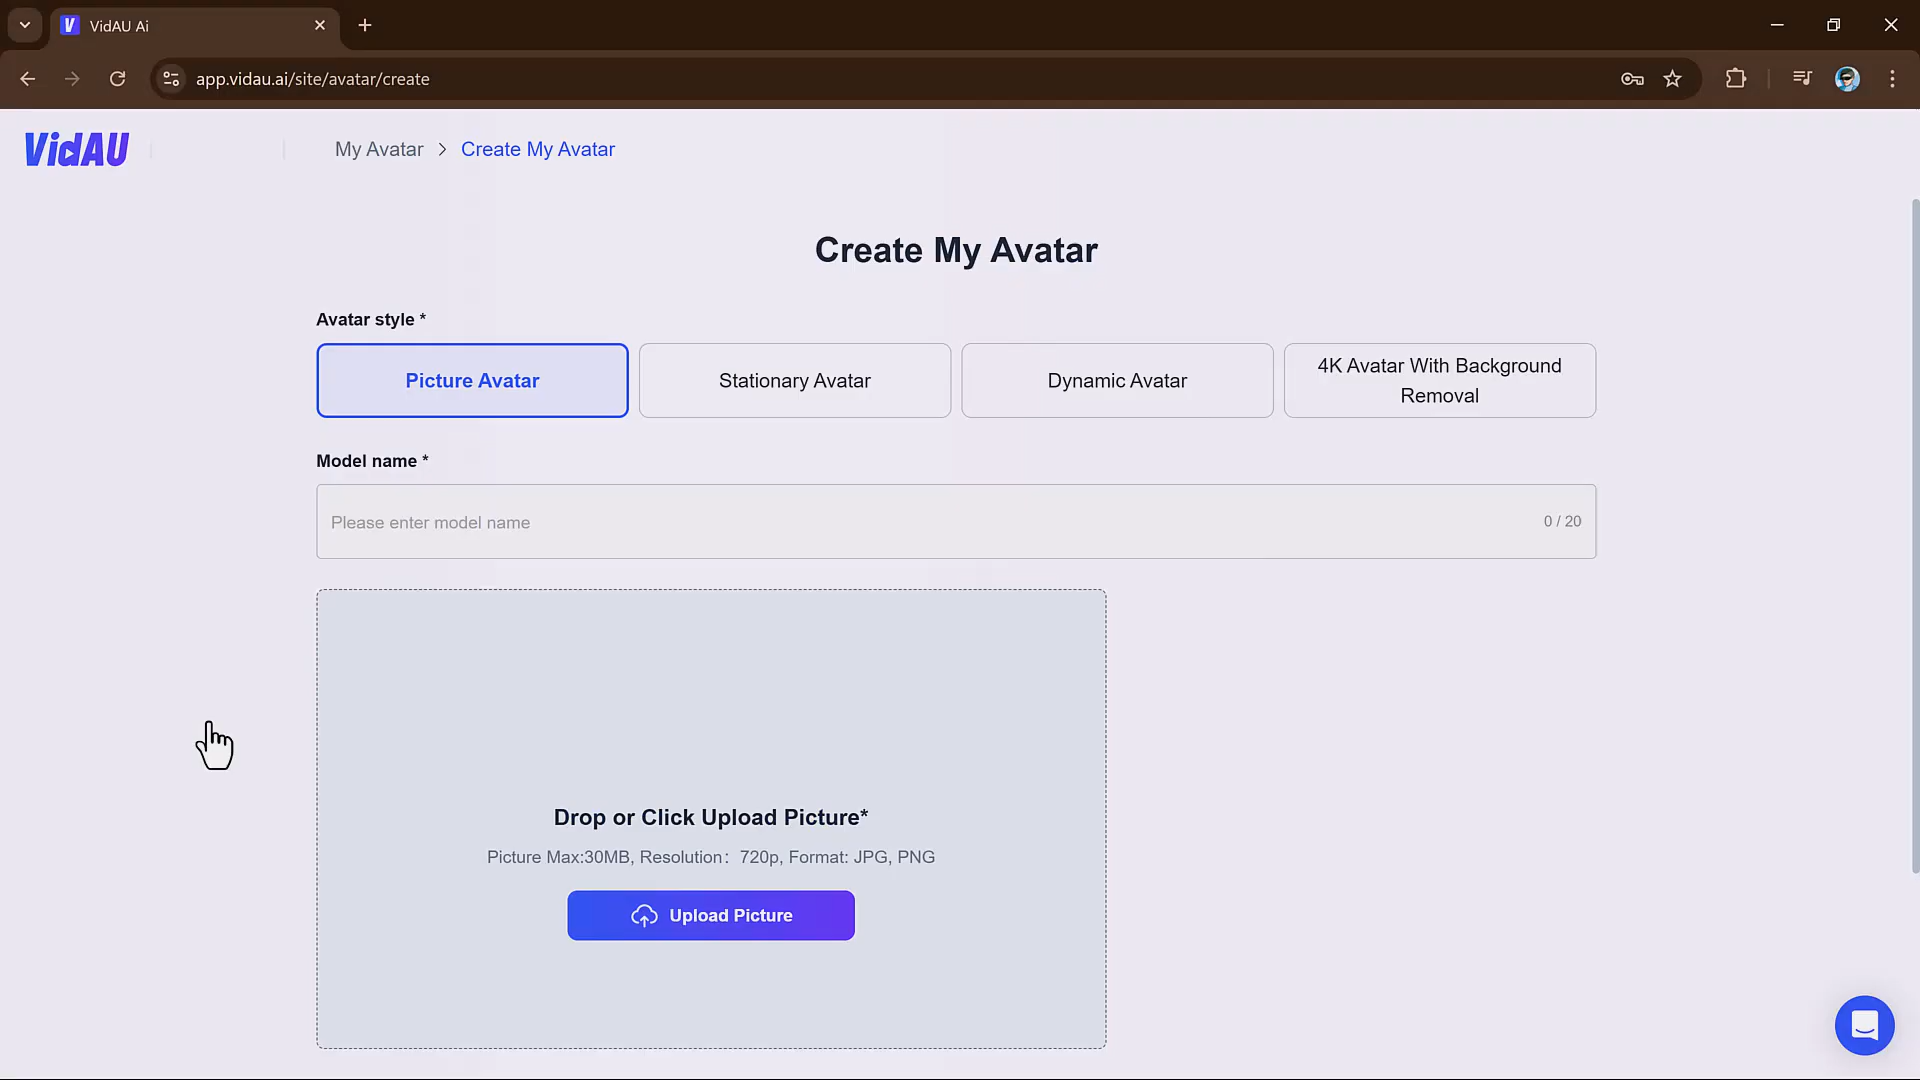 VidAU Ai
app.vidau.ai/site/avatar/create
VidAU
My Avatar > Create My Avatar
Create My Avatar
Avatar style *
Picture Avatar
Stationary Avatar
Dynamic Avatar
4K Avatar With Background
Removal
Model name *
Please enter model name
0 / 20
Drop or Click Upload Picture*
Picture Max:30MB, Resolution：720p, Format: JPG, PNG
Upload Picture